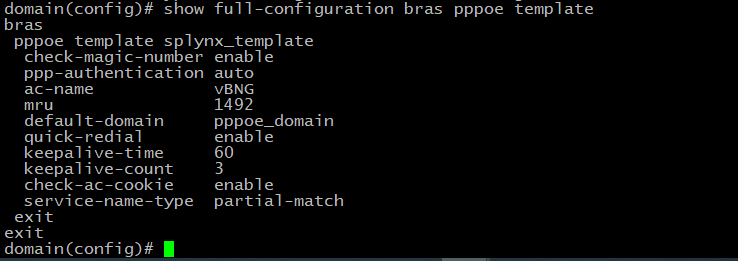 domain(config)# show full-configuration bras pppoe template
bras
pppoe template splynx_template
check-magic-number enable
ppp-authentication auto
ac-name vBNG
mru 1492
default-domain pppoe_domain
quick-redial enable
keepalive-time 60
keepalive-count 3
check-ac-cookie enable
service-name-type partial-match
exit
exit
domain(config)#